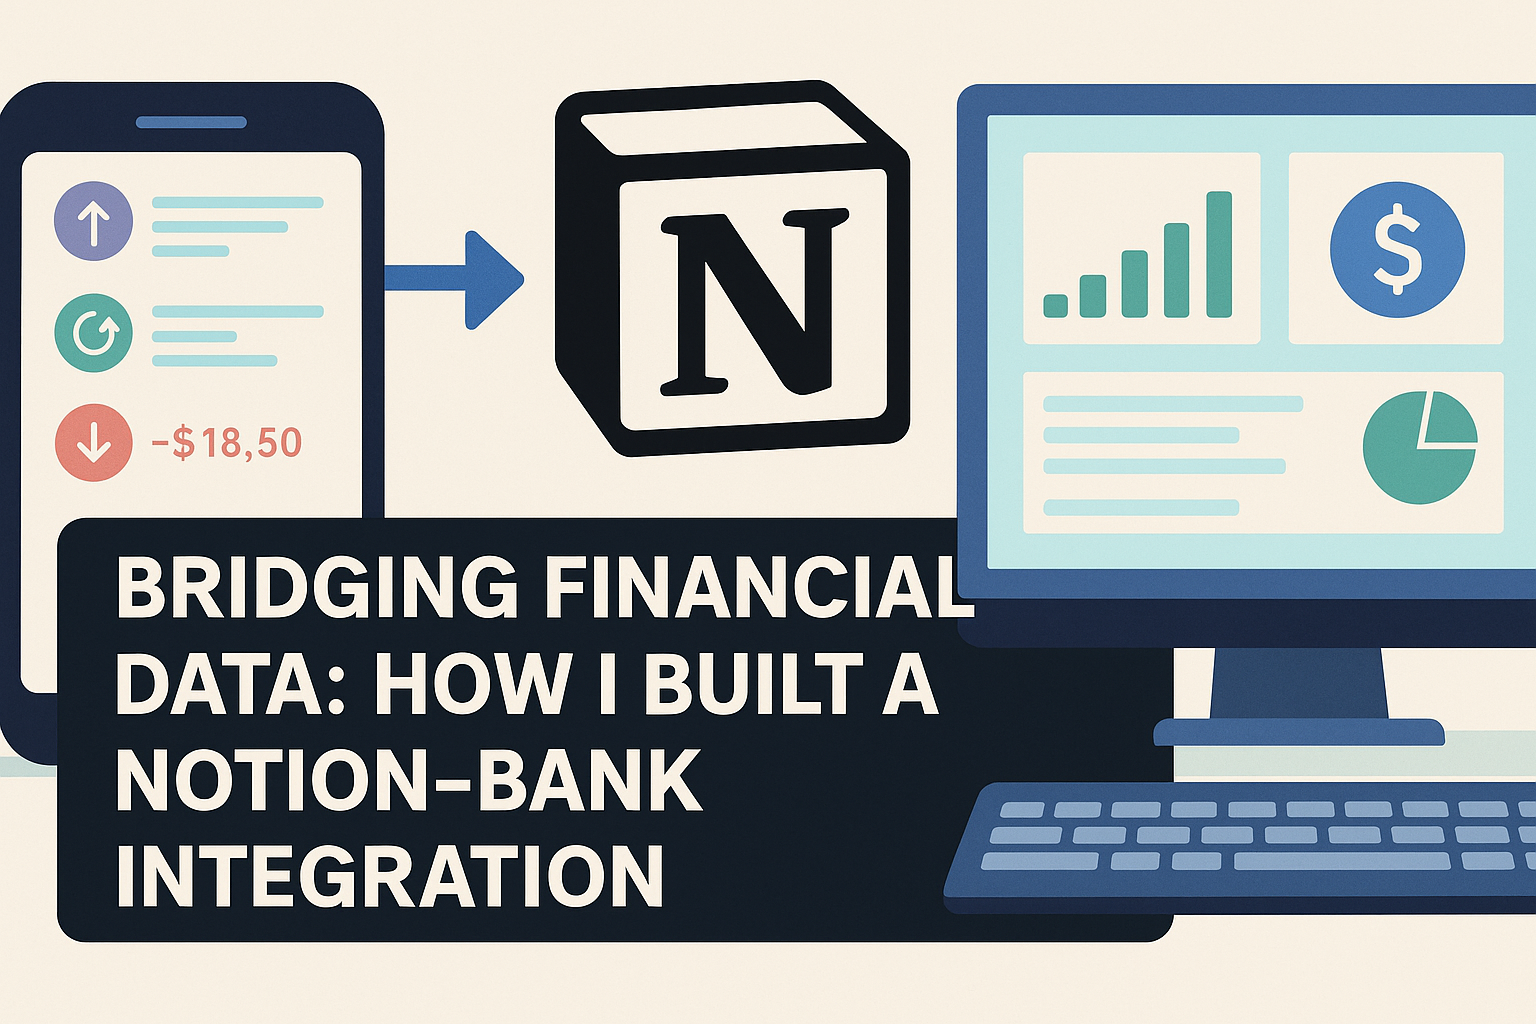 -$18,50
N
$
BRIDGING FINANCIAL
DATA: HOW I BUILT A
NOTION-BANK
INTEGRATION